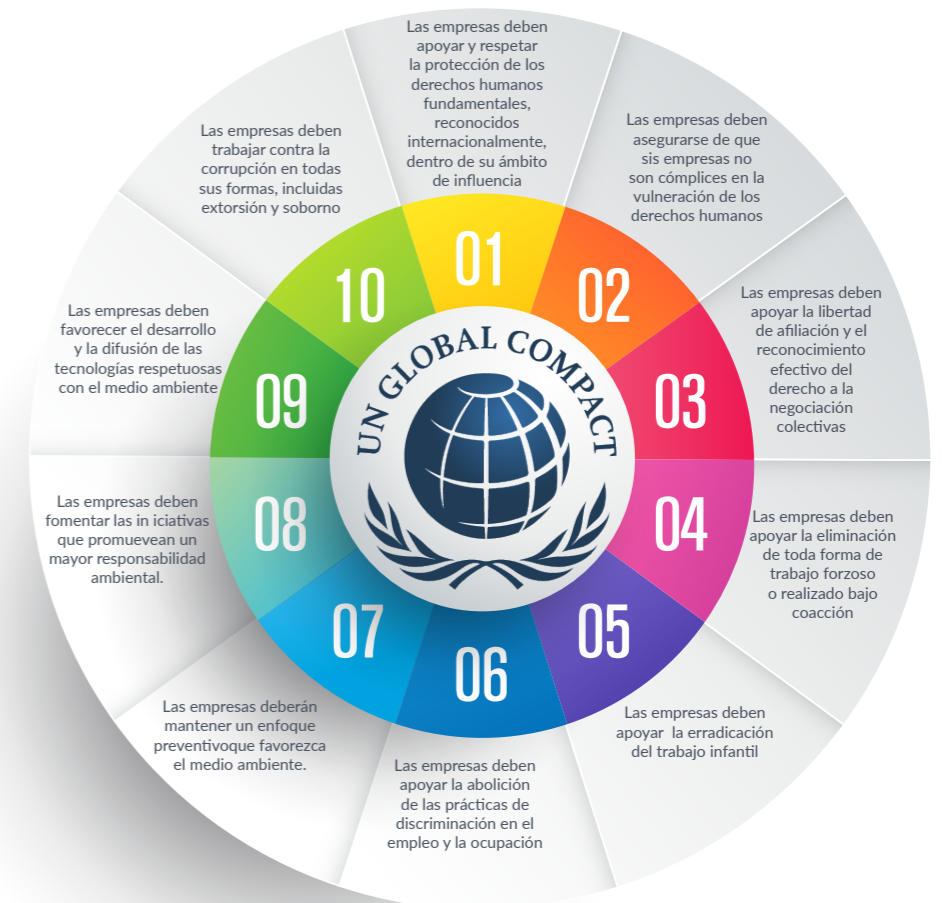 Las empresas deben
apoyar y respetar
la protección de los
derechos humanos
fundamentales,
reconocidos
internacionalmente,
dentro de su ámbito
de influencia
01
Las empresas deben
asegurarse de que
sis empresas no
son cómplices en la
vulneración de los
derechos humanos
02
Las empresas deben
apoyar la libertad
de afiliación y el
reconocimiento
efectivo del
derecho a la
negociación
colectivas
03
Las empresas deben
apoyar la eliminación
de toda forma de
trabajo forzoso
o realizado bajo
coacción
04
Las empresas deben
apoyar la erradicación
del trabajo infantil
05
Las empresas deben
apoyar la abolición
de las prácticas de
discriminación en el
empleo y la ocupación
06
Las empresas deberán
mantener un enfoque
preventivoque favorezca
el medio ambiente.
07
Las empresas deben
fomentar las in iciativas
que promuevean un
mayor responsabilidad
ambiental.
08
Las empresas deben
favorecer el desarrollo
y la difusión de las
tecnologías respetuosas
con el medio ambiente
09
Las empresas deben
trabajar contra la
corrupción en todas
sus formas, incluidas
extorsión y soborno
10
UN GLOBAL COMPACT